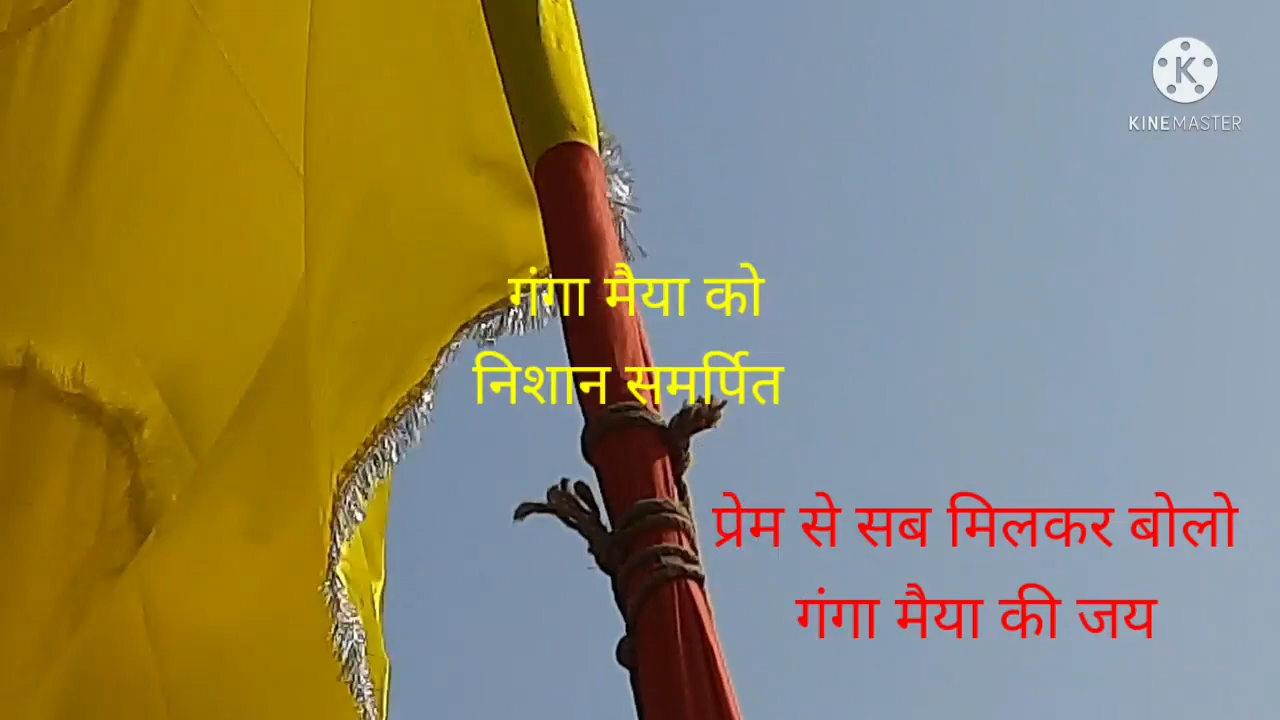 KINEMASTER
गंगा मैया को
निशान समर्पित
प्रेम से सब मिलकर बोलो
गंगा मैया की जय